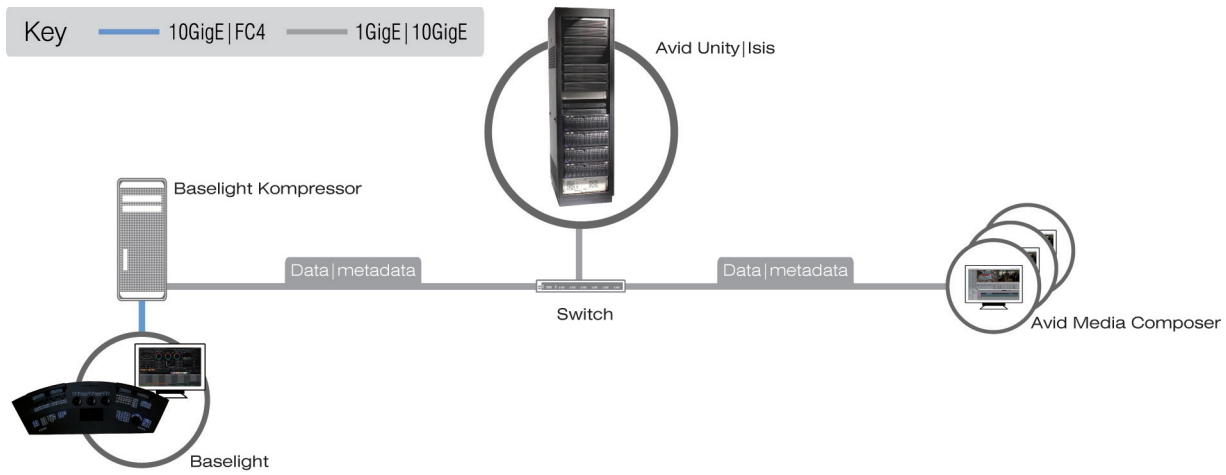 Key
10GigE|FC4
1GigE|10GigE
Avid Unity|Isis
Baselight Kompressor
Data|metadata
Data|metadata
Switch
Avid Media Composer
Baselight